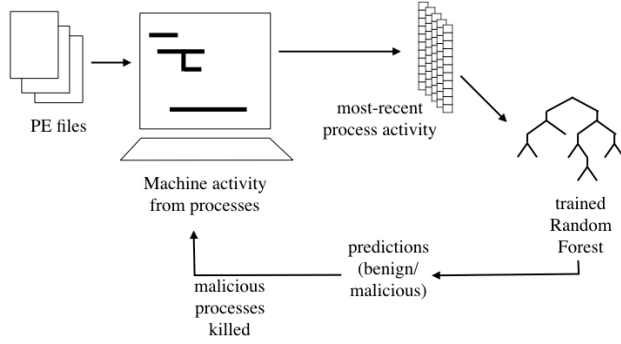 PE files
Machine activity
from processes
most-recent
process activity
trained
Random
Forest
predictions
(benign/
malicious)
malicious
processes
killed